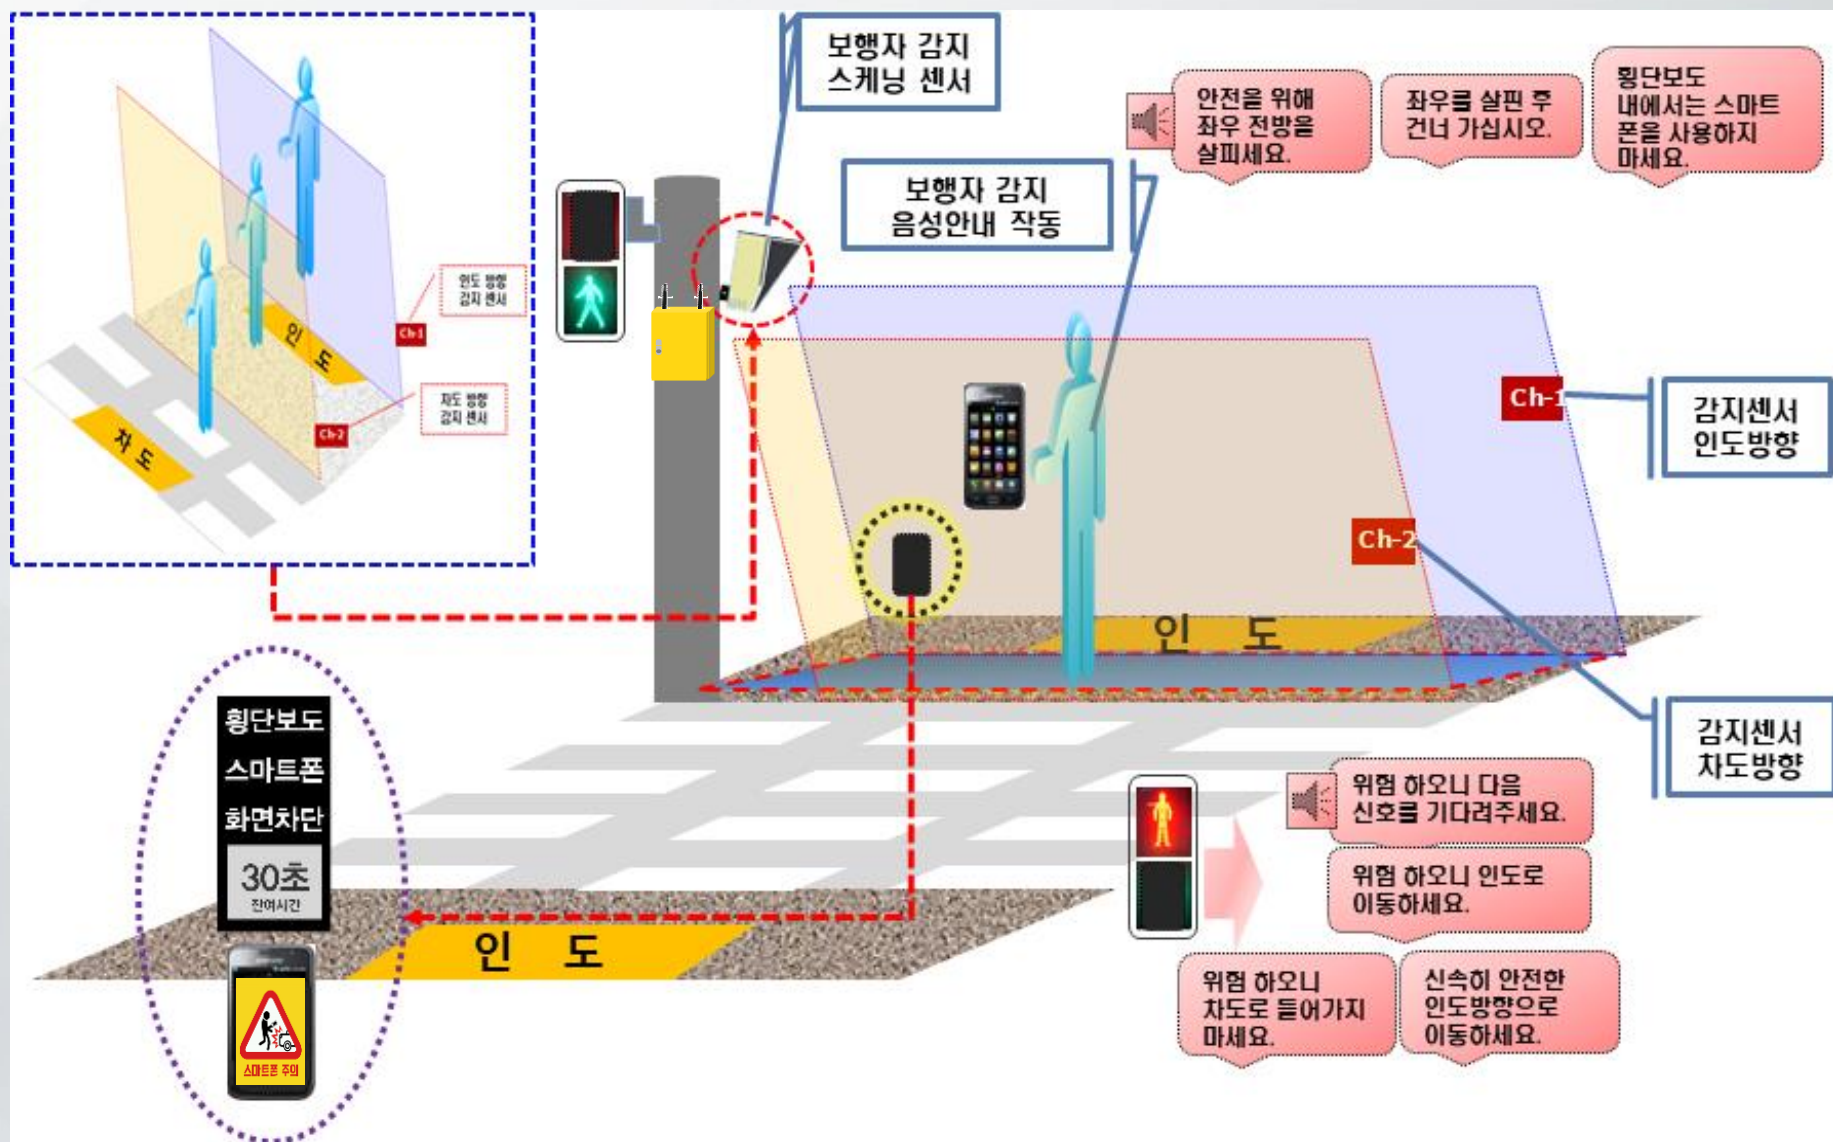 보행자 감지
스케닝 센서
안전을 위해
좌우 전방을
살피세요.
좌우를 살핀 후
건너 가십시오.
횡단보도
내에서는 스마트
폰을 사용하지
마세요.
보행자 감지
음성안내 작동
인도 방향
감지 센서
Ch-1
인 도
차도 방향
감지 센서
Ch-2
차 도
Ch-1
감지센서
인도방향
Ch-2
인 도
감지센서
차도방향
횡단보도
스마트폰
화면차단
30초
잔여시간
인 도
스마트폰 주의
위험 하오니 다음
신호를 기다려주세요.
위험 하오니 인도로
이동하세요.
위험 하오니
차도로 들어가지
마세요.
신속히 안전한
인도방향으로
이동하세요.